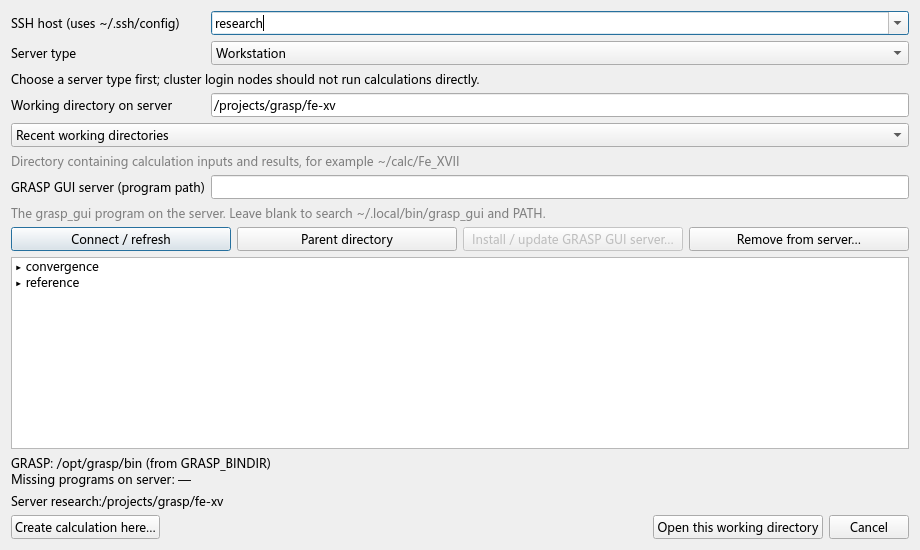 SSH host (uses ~/.ssh/config) research
Server type Workstation
Choose a server type first; cluster login nodes should not run calculations directly.
Working directory on server /projects/grasp/fe-xv
Recent working directories
Directory containing calculation inputs and results, for example ~/calc/Fe_XVII
GRASP GUI server (program path)
The grasp_gui program on the server. Leave blank to search ~/.local/bin/grasp_gui and PATH.
Connect / refresh Parent directory Install / update GRASP GUI server... Remove from server...
convergence
reference
GRASP: /opt/grasp/bin (from GRASP_BINDIR)
Missing programs on server: —
Server research:/projects/grasp/fe-xv
Create calculation here... Open this working directory Cancel